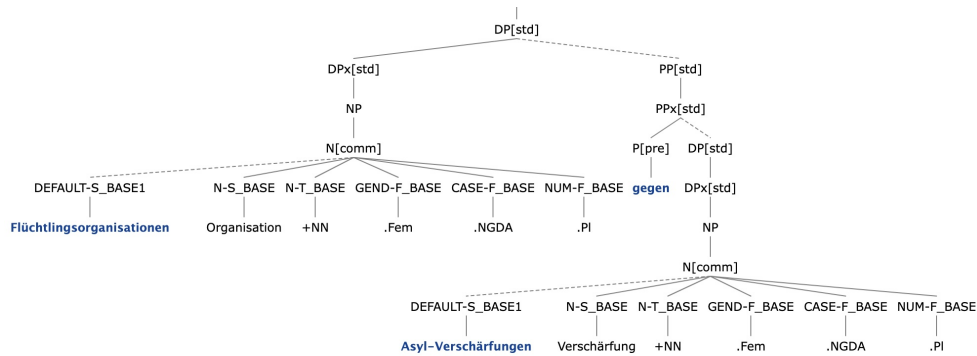 DP[std]
DPx[std] PP[std]
NP PPx[std]
N[comm] P[pre] DP[std]
DEFAULT-S_BASE1 N-S_BASE N-T_BASE GEND-F_BASE CASE-F_BASE NUM-F_BASE gegen DPx[std]
Flüchtlingsorganisationen Organisation +NN .Fem .NGDA .Pl NP
N[comm]
DEFAULT-S_BASE1 N-S_BASE N-T_BASE GEND-F_BASE CASE-F_BASE NUM-F_BASE
Asyl-Verschärfungen Verschärfung +NN .Fem .NGDA .Pl